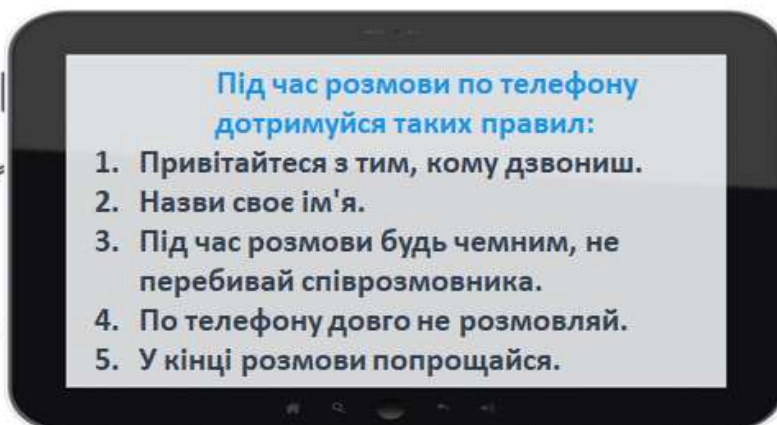 Під час розмови по телефону
дотримуйся таких правил:
1. Привітайтеся з тим, кому дзвониш.
2. Назви своє ім'я.
3. Під час розмови будь чемним, не
перебивай співрозмовника.
4. По телефону довго не розмовляй.
5. У кінці розмови попрощайся.